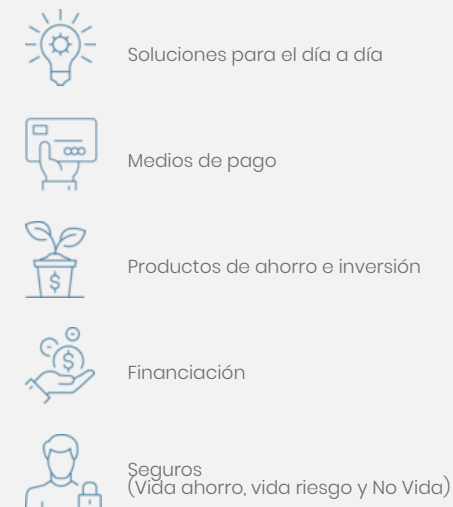 Soluciones para el día a día
Medios de pago
$
Productos de ahorro e inversión
$
Financiación
Seguros
(Vida ahorro, vida riesgo y No Vida)